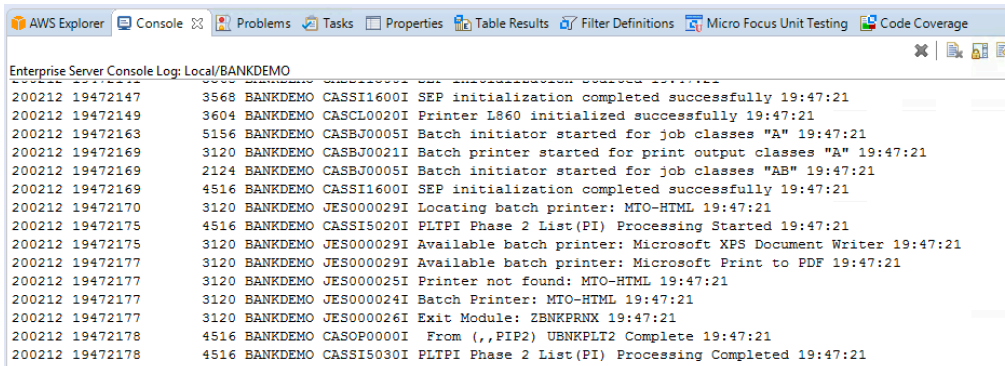 AWS Explorer Console Problems Tasks Properties Table Results Filter Definitions Micro Focus Unit Testing Code Coverage
Enterprise Server Console Log: Local/BANKDEMO
200212 19472147 3568 BANKDEMO CASSI1600I SEP initialization completed successfully 19:47:21
200212 19472149 3604 BANKDEMO CASCL0020I Printer L860 initialized successfully 19:47:21
200212 19472163 5156 BANKDEMO CASBJ0005I Batch initiator started for job classes "A" 19:47:21
200212 19472169 3120 BANKDEMO CASBJ0021I Batch printer started for print output classes "A" 19:47:21
200212 19472169 2124 BANKDEMO CASBJ0005I Batch initiator started for job classes "AB" 19:47:21
200212 19472169 4516 BANKDEMO CASSI1600I SEP initialization completed successfully 19:47:21
200212 19472170 3120 BANKDEMO JES000029I Locating batch printer: MTO-HTML 19:47:21
200212 19472175 4516 BANKDEMO CASSI5020I PLTPI Phase 2 List(PI) Processing Started 19:47:21
200212 19472175 3120 BANKDEMO JES000029I Available batch printer: Microsoft XPS Document Writer 19:47:21
200212 19472177 3120 BANKDEMO JES000029I Available batch printer: Microsoft Print to PDF 19:47:21
200212 19472177 3120 BANKDEMO JES000025I Printer not found: MTO-HTML 19:47:21
200212 19472177 3120 BANKDEMO JES000024I Batch Printer: MTO-HTML 19:47:21
200212 19472177 3120 BANKDEMO JES000026I Exit Module: ZBNKPRNX 19:47:21
200212 19472178 4516 BANKDEMO CASOP0000I From (,,PIP2) UBNKPLT2 Complete 19:47:21
200212 19472178 4516 BANKDEMO CASSI5030I PLTPI Phase 2 List(PI) Processing Completed 19:47:21